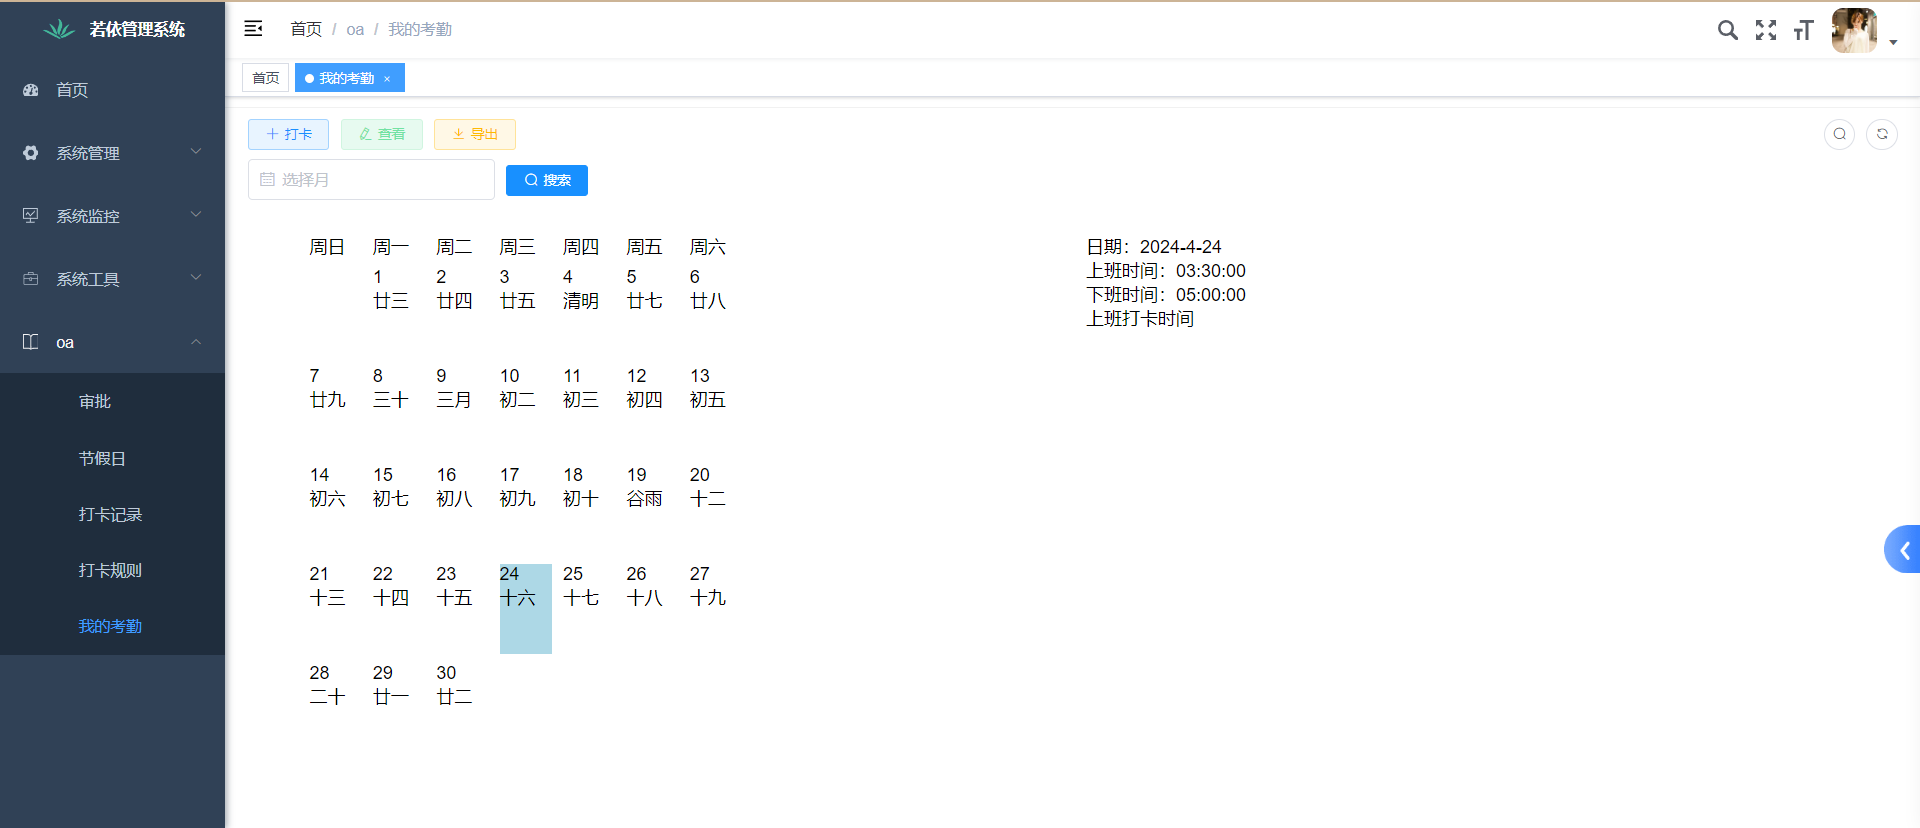 若依管理系统
首页
系统管理
系统监控
系统工具
oa
审批
节假日
打卡记录
打卡规则
我的考勤
首页 / oa / 我的考勤
首页 我的考勤 ×
打卡 查看 导出
选择月 搜索
周日 周一 周二 周三 周四 周五 周六
1 2 3 4 5 6
廿三 廿四 廿五 清明 廿七 廿八
7 8 9 10 11 12 13
廿九 三十 三月 初二 初三 初四 初五
14 15 16 17 18 19 20
初六 初七 初八 初九 初十 谷雨 十二
21 22 23 24 25 26 27
十三 十四 十五 十六 十七 十八 十九
28 29 30
二十 廿一 廿二
日期：2024-4-24
上班时间：03:30:00
下班时间：05:00:00
上班打卡时间